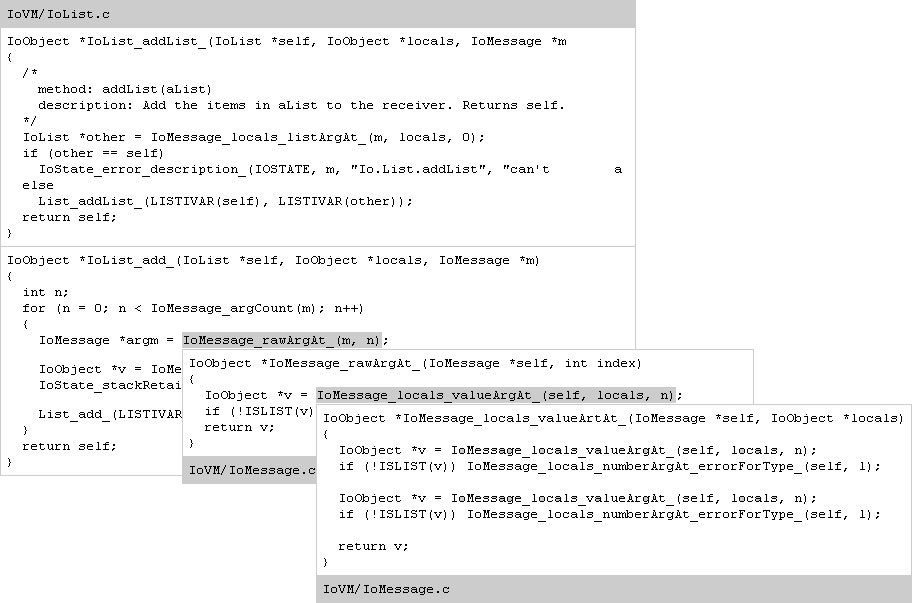 IoVM/IoList.c
IoObject *IoList_addList_(IoList *self, IoObject *locals, IoMessage *m
{
/*
method: addList(aList)
description: Add the items in aList to the receiver. Returns self.
*/
IoList *other = IoMessage_locals_listArgAt_(m, locals, 0);
if (other == self)
IoState_error_description_(IOSTATE, m, "Io.List.addList", "can't a
else
List_addList_(LISTIVAR(self), LISTIVAR(other));
return self;
}
IoObject *IoList_add_(IoList *self, IoObject *locals, IoMessage *m)
{
int n;
for (n = 0; n < IoMessage_argCount(m); n++)
{
IoMessage *argm = IoMessage_rawArgAt_(m, n);
IoObject *v = IoMe
IoState_stackRetai
List_add_(LISTIVAR
}
return self;
}
IoObject *IoMessage_rawArgAt_(IoMessage *self, int index)
{
IoObject *v = IoMessage_locals_valueArgAt_(self, locals, n);
if (!ISLIST(v)
return v;
}
IoVM/IoMessage.c
IoObject *IoMessage_locals_valueArtAt_(IoMessage *self, IoObject *locals)
{
IoObject *v = IoMessage_locals_valueArgAt_(self, locals, n);
if (!ISLIST(v)) IoMessage_locals_numberArgAt_errorForType_(self, 1);
IoObject *v = IoMessage_locals_valueArgAt_(self, locals, n);
if (!ISLIST(v)) IoMessage_locals_numberArgAt_errorForType_(self, 1);
return v;
}
IoVM/IoMessage.c